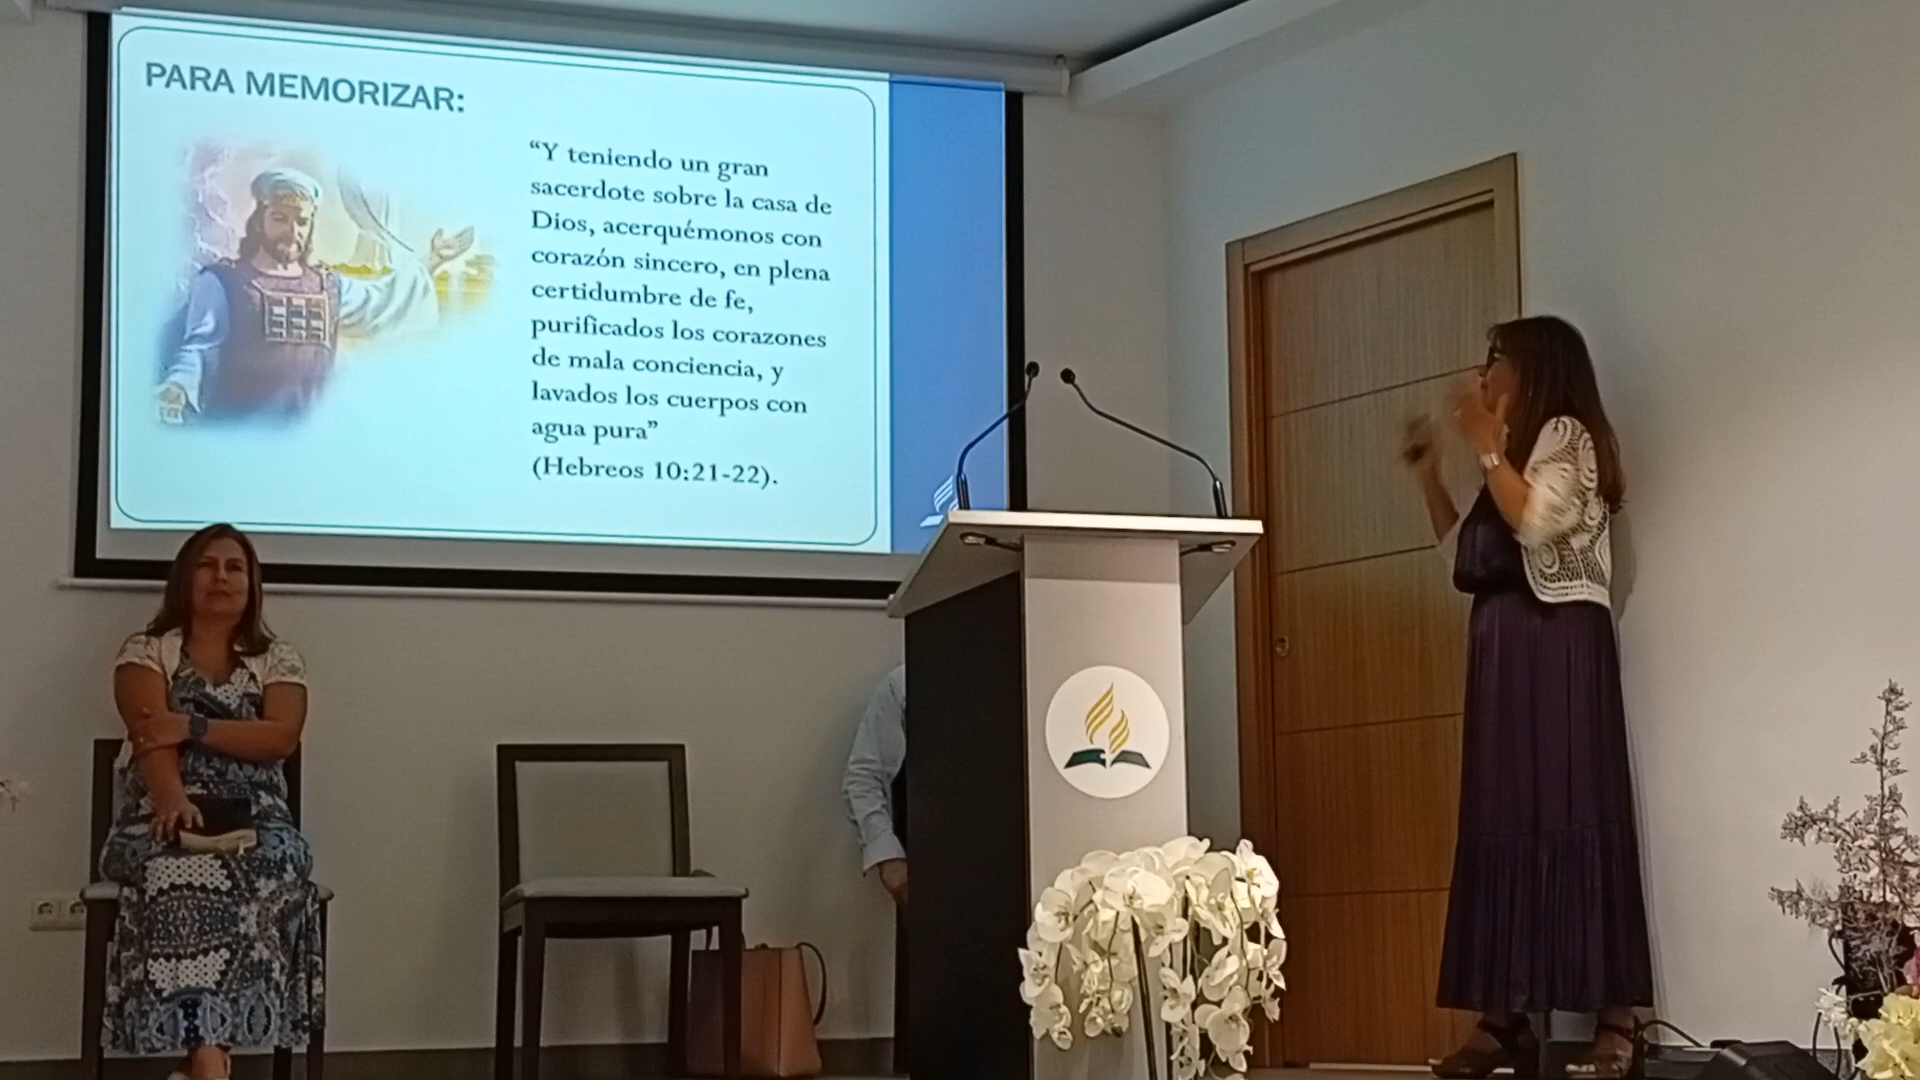 PARA MEMORIZAR:
“Y teniendo un gran
sacerdote sobre la casa de
Dios, acerquémonos con
corazón sincero, en plena
certidumbre de fe,
purificados los corazones
de mala conciencia, y
lavados los cuerpos con
agua pura”
(Hebreos 10:21-22).